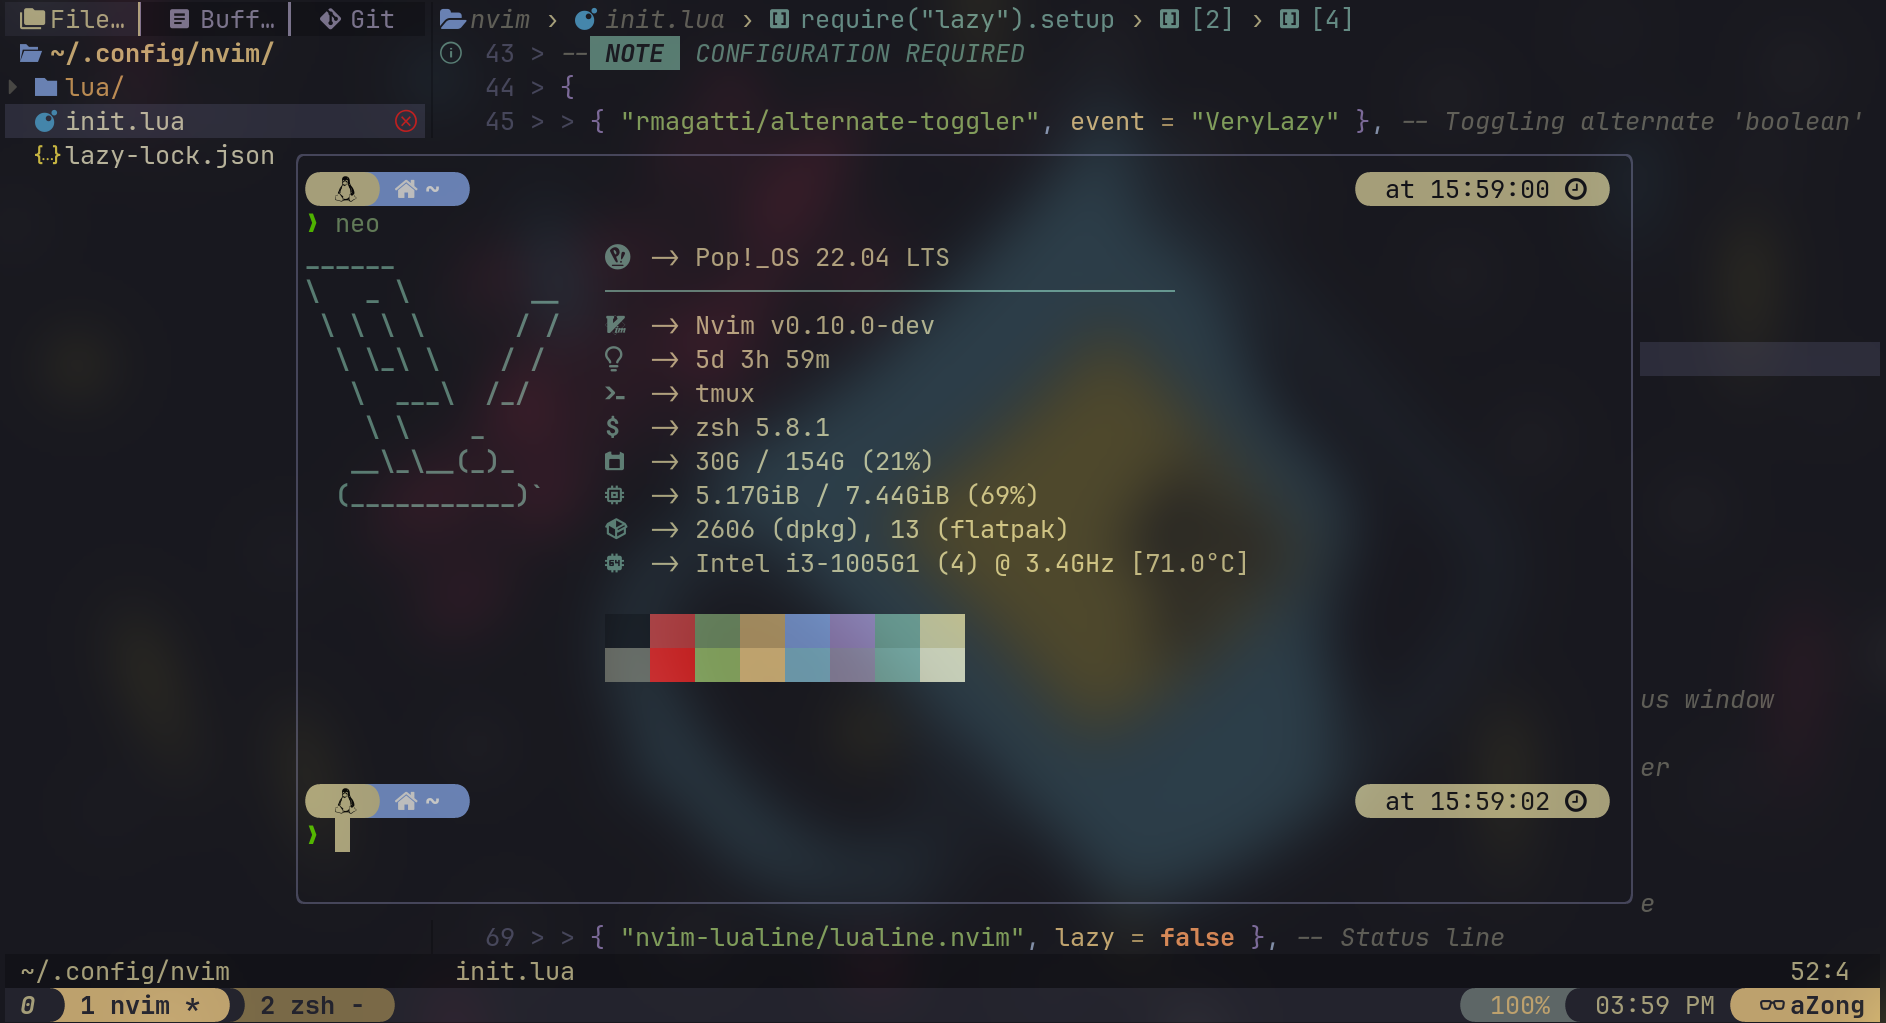 File… Buff… Git nvim › init.lua › require("lazy").setup › [2] › [4]
~/.config/nvim/ 43 > -- NOTE CONFIGURATION REQUIRED
lua/ 44 > {
init.lua 45 > > { "rmagatti/alternate-toggler", event = "VeryLazy" }, -- Toggling alternate 'boolean'
{..} lazy-lock.json
~ at 15:59:00
❯ neo
Pop!_OS 22.04 LTS
Nvim v0.10.0-dev
5d 3h 59m
tmux
$ zsh 5.8.1
30G / 154G (21%)
5.17GiB / 7.44GiB (69%)
2606 (dpkg), 13 (flatpak)
64 Intel i3-1005G1 (4) @ 3.4GHz [71.0°C]
us window
er
~ at 15:59:02
❯
e
69 > > { "nvim-lualine/lualine.nvim", lazy = false }, -- Status line
~/.config/nvim init.lua 52:4
0 1 nvim * 2 zsh - 100% 03:59 PM aZong